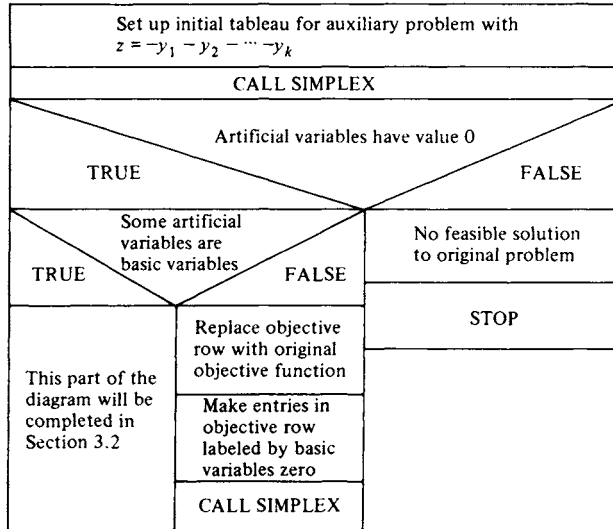 Set up initial tableau for auxiliary problem with
z = -y₁ - y₂ - ··· -yₖ
CALL SIMPLEX
Artificial variables have value 0
TRUE
FALSE
Some artificial
variables are
basic variables
TRUE
FALSE
No feasible solution
to original problem
STOP
This part of the
diagram will be
completed in
Section 3.2
Replace objective
row with original
objective function
Make entries in
objective row
labeled by basic
variables zero
CALL SIMPLEX